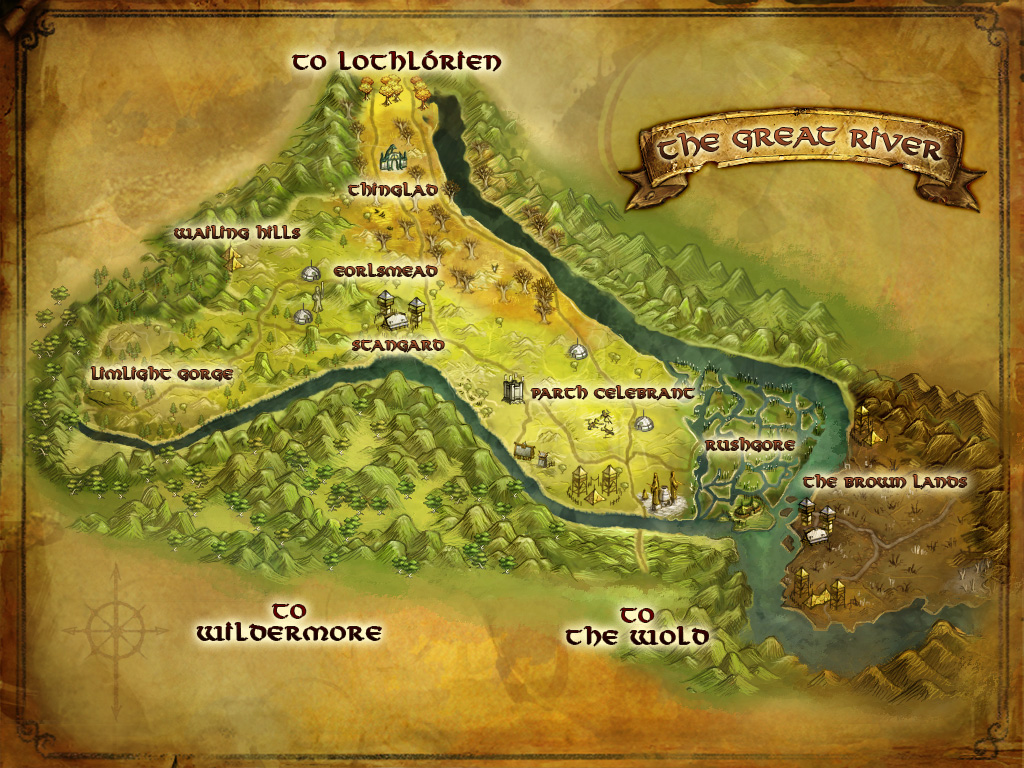 TO LOTHLÓRIEN
THE GREAT RIVER
THINGLAD
WAILING HILLS
EORLSMEAD
STANGARD
LIMLIGHT GORGE
PARTH CELEBRANT
RUSHGORE
THE BROWN LANDS
TO
WILDERMORE
TO
THE WOLD